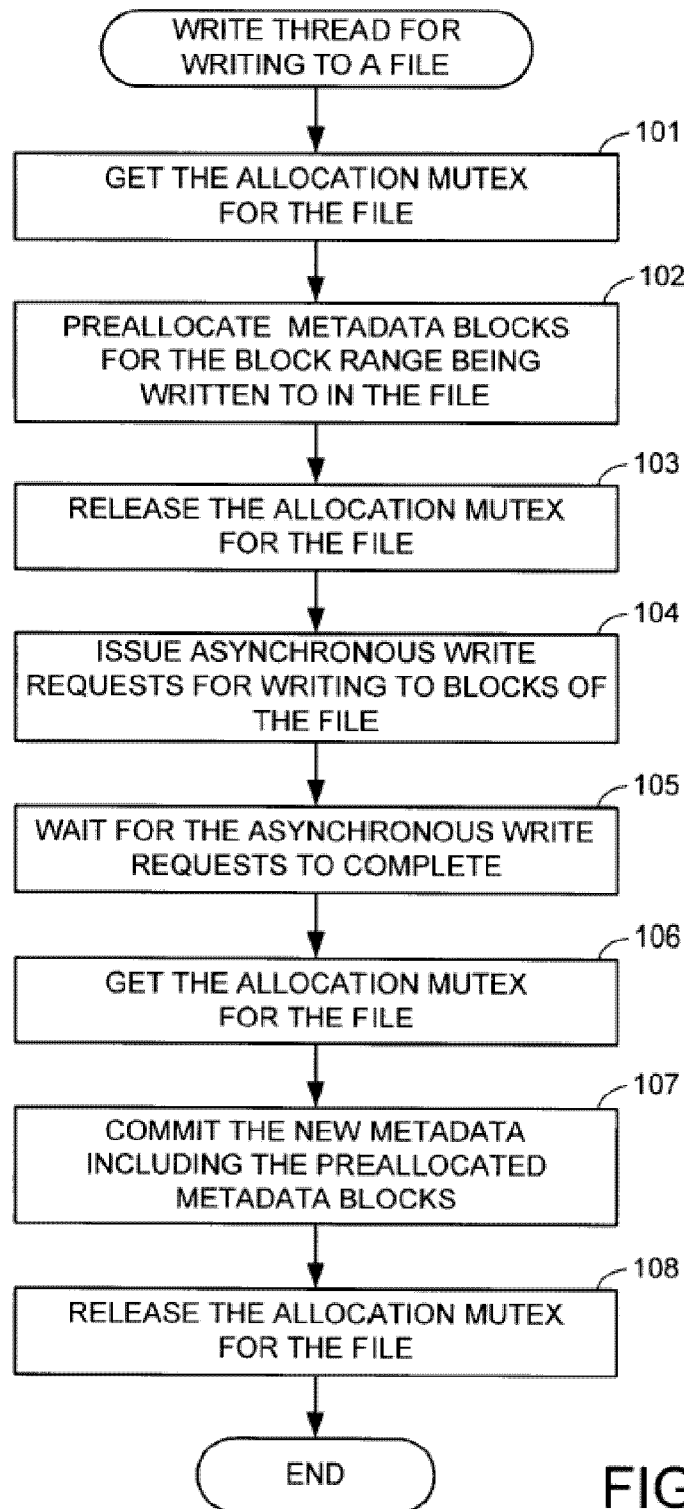 WRITE THREAD FOR
WRITING TO A FILE
101
GET THE ALLOCATION MUTEX
FOR THE FILE
102
PREALLOCATE METADATA BLOCKS
FOR THE BLOCK RANGE BEING
WRITTEN TO IN THE FILE
103
RELEASE THE ALLOCATION MUTEX
FOR THE FILE
104
ISSUE ASYNCHRONOUS WRITE
REQUESTS FOR WRITING TO BLOCKS OF
THE FILE
105
WAIT FOR THE ASYNCHRONOUS WRITE
REQUESTS TO COMPLETE
106
GET THE ALLOCATION MUTEX
FOR THE FILE
107
COMMIT THE NEW METADATA
INCLUDING THE PREALLOCATED
METADATA BLOCKS
108
RELEASE THE ALLOCATION MUTEX
FOR THE FILE
END
FIG